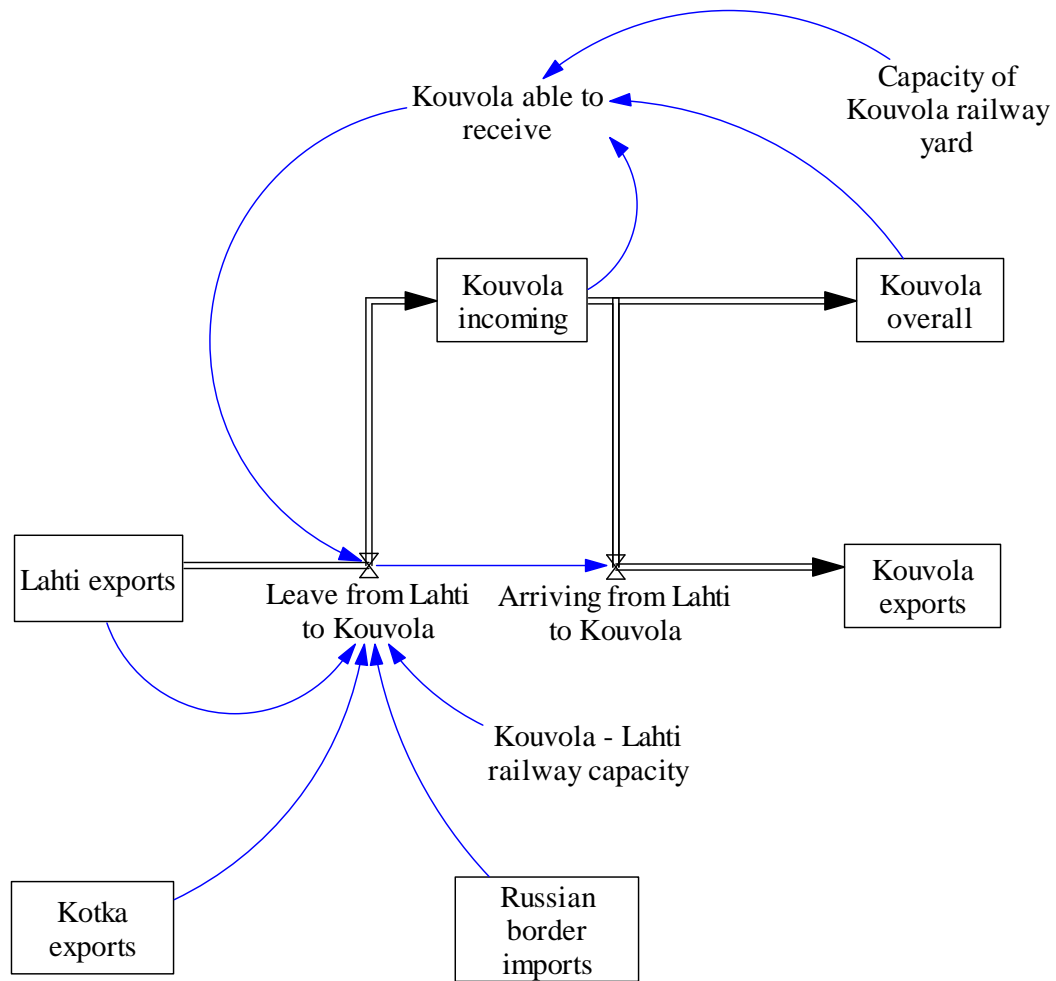 Capacity of
Kouvola railway
yard
Kouvola able to
receive
Kouvola
incoming
Kouvola
overall
Lahti exports
Leave from Lahti
to Kouvola
Arriving from Lahti
to Kouvola
Kouvola
exports
Kouvola - Lahti
railway capacity
Kotka
exports
Russian
border
imports